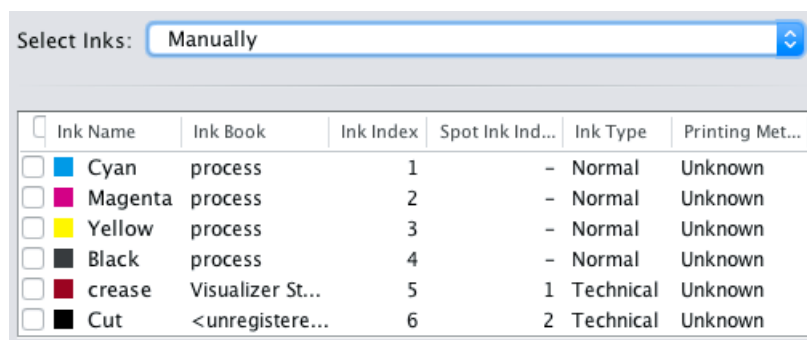 Select Inks: Manually
Ink Name Ink Book Ink Index Spot Ink Ind... Ink Type Printing Met...
Cyan process 1 – Normal Unknown
Magenta process 2 – Normal Unknown
Yellow process 3 – Normal Unknown
Black process 4 – Normal Unknown
crease Visualizer St... 5 1 Technical Unknown
Cut <unregistere... 6 2 Technical Unknown